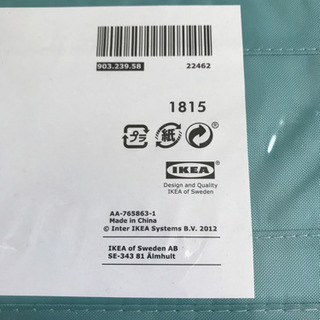 903.239.58 22462
1815
プラ 紙
IKEA
Design and Quality
IKEA of Sweden
AA-765863-1
Made in China
© Inter IKEA Systems B.V. 2012
IKEA of Sweden AB
SE-343 81 Älmhult